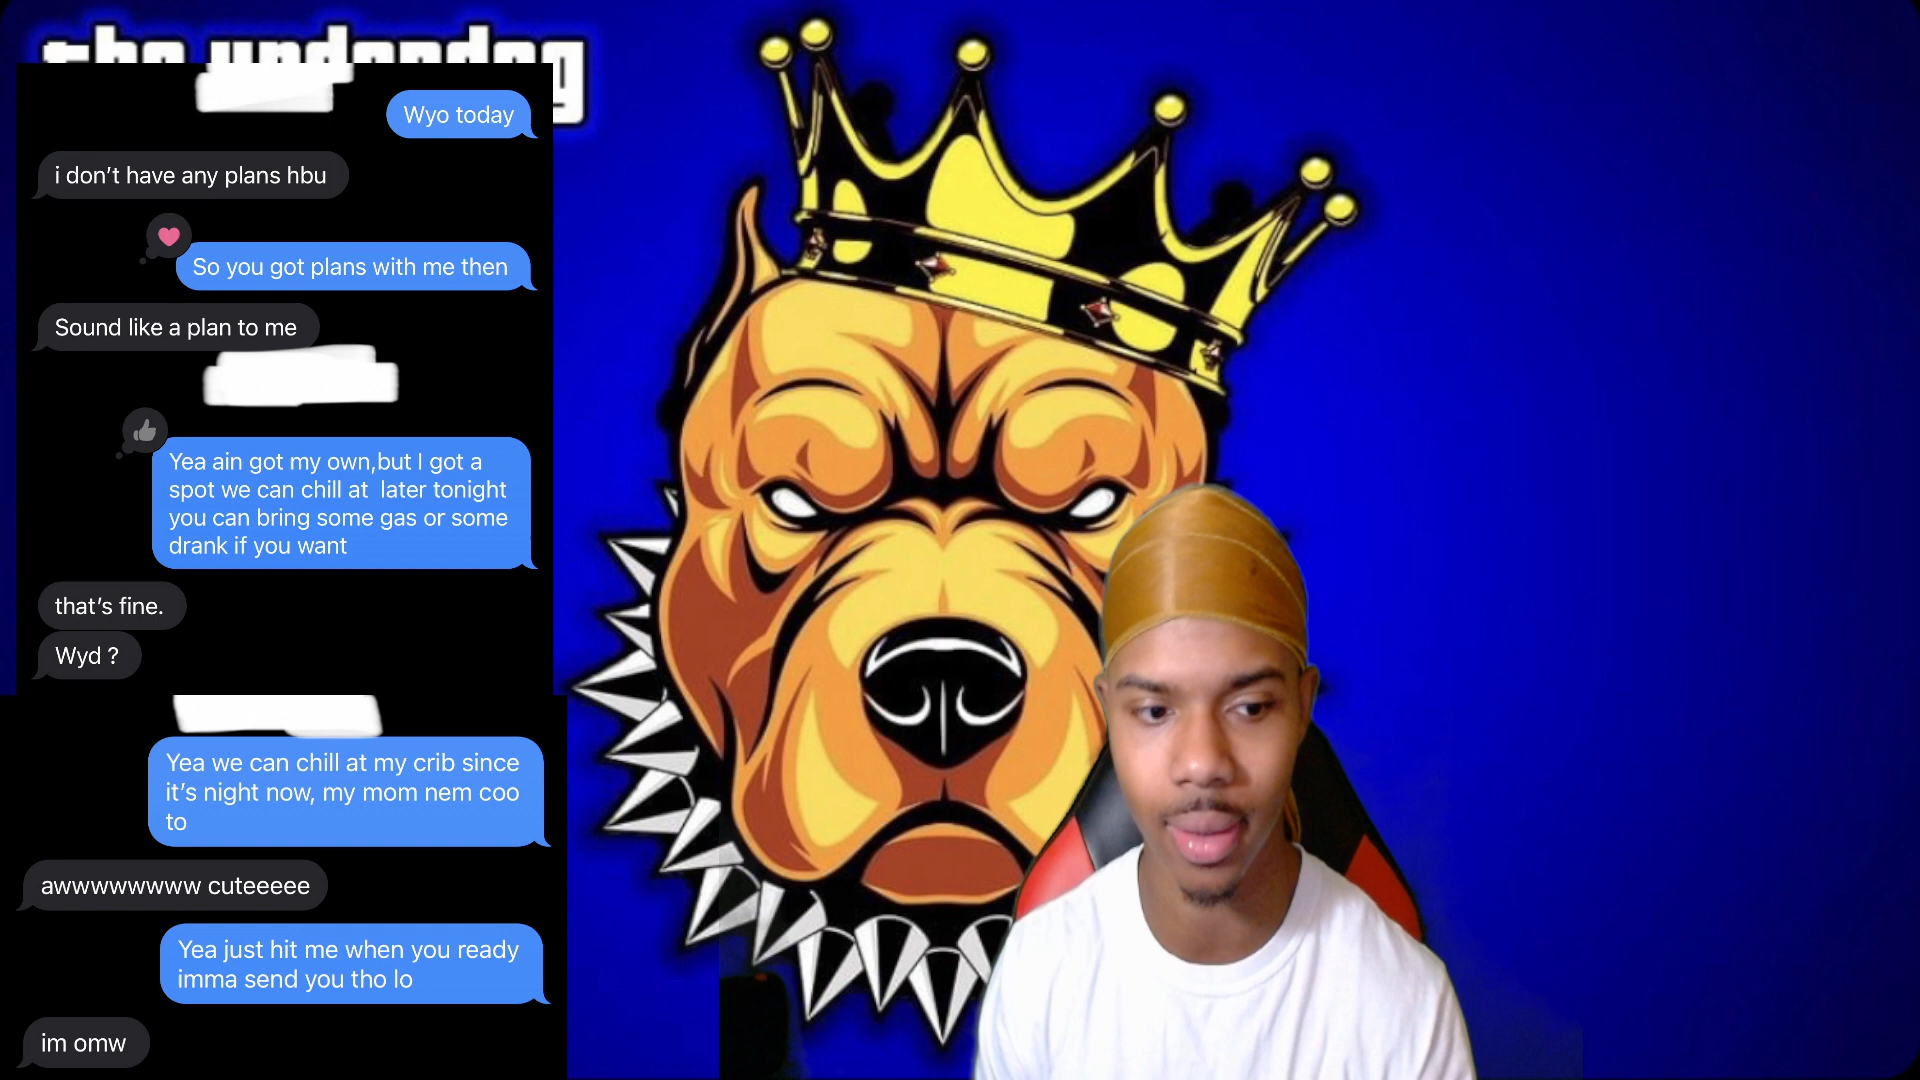 the underdog
Wyo today
i don't have any plans hbu
So you got plans with me then
Sound like a plan to me
Yea ain got my own,but I got a
spot we can chill at later tonight
you can bring some gas or some
drank if you want
that's fine.
Wyd ?
Yea we can chill at my crib since
it's night now, my mom nem coo
to
awwwwwwww cuteeeee
Yea just hit me when you ready
imma send you tho lo
im omw